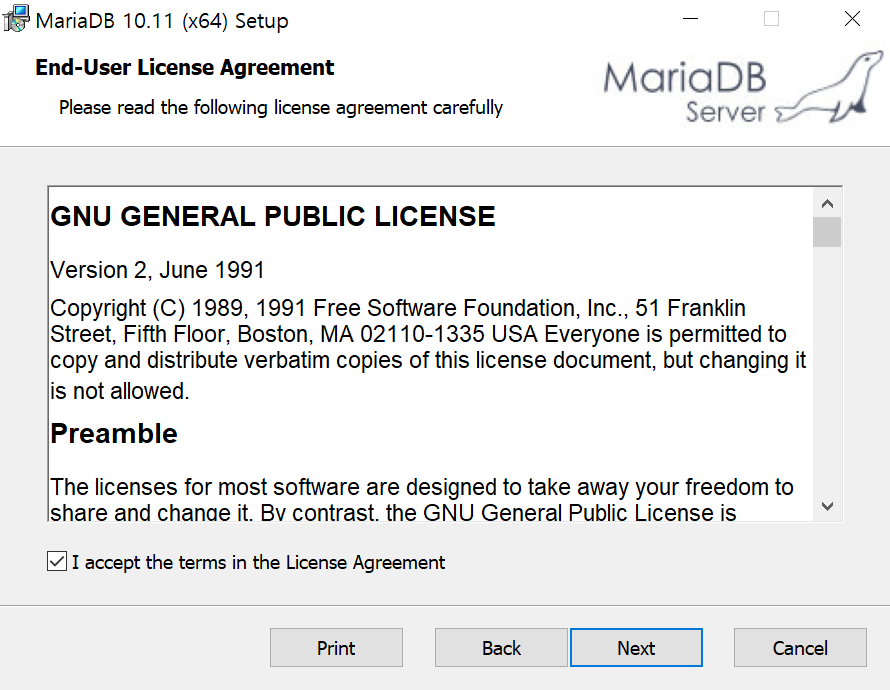 MariaDB 10.11 (x64) Setup
End-User License Agreement
Please read the following license agreement carefully
MariaDB
Server
GNU GENERAL PUBLIC LICENSE
Version 2, June 1991
Copyright (C) 1989, 1991 Free Software Foundation, Inc., 51 Franklin
Street, Fifth Floor, Boston, MA 02110-1335 USA Everyone is permitted to
copy and distribute verbatim copies of this license document, but changing it
is not allowed.
Preamble
The licenses for most software are designed to take away your freedom to
share and change it. By contrast, the GNU General Public License is
I accept the terms in the License Agreement
Print
Back
Next
Cancel